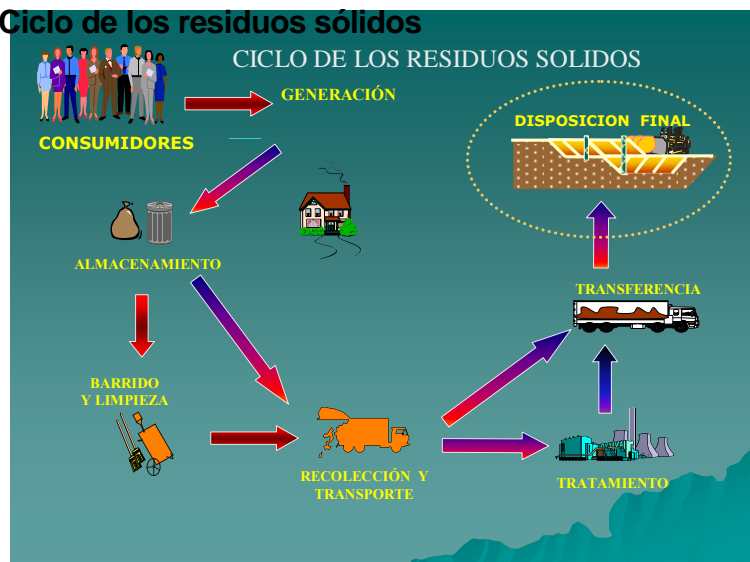 Ciclo de los residuos sólidos
CICLO DE LOS RESIDUOS SOLIDOS
GENERACIÓN
CONSUMIDORES
DISPOSICION FINAL
ALMACENAMIENTO
TRANSFERENCIA
BARRIDO
Y LIMPIEZA
RECOLECCIÓN Y
TRANSPORTE
TRATAMIENTO